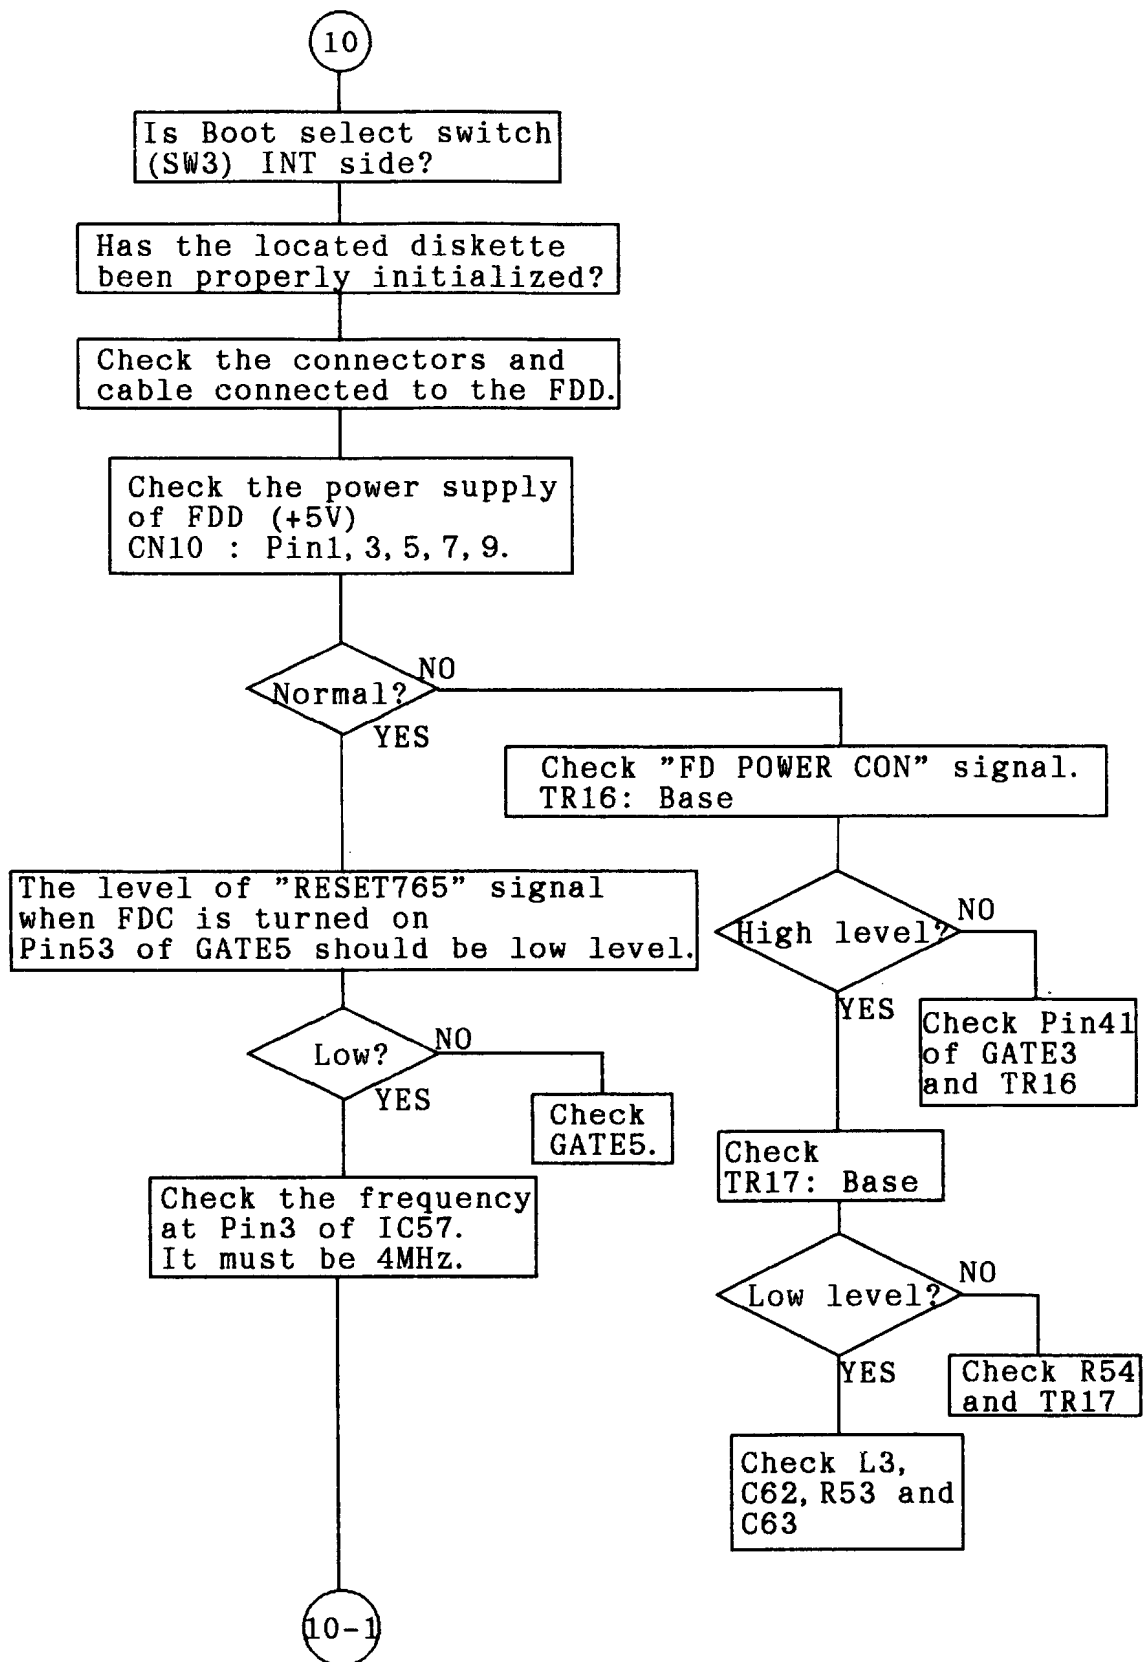 10
Is Boot select switch
(SW3) INT side?
Has the located diskette
been properly initialized?
Check the connectors and
cable connected to the FDD.
Check the power supply
of FDD (+5V)
CN10 : Pin1, 3, 5, 7, 9.
Normal?
NO
YES
Check "FD POWER CON" signal.
TR16: Base
The level of "RESET765" signal
when FDC is turned on
Pin53 of GATE5 should be low level.
High level?
NO
YES
Check Pin41
of GATE3
and TR16
Low?
NO
YES
Check
GATE5.
Check
TR17: Base
Check the frequency
at Pin3 of IC57.
It must be 4MHz.
Low level?
NO
YES
Check R54
and TR17
Check L3,
C62, R53 and
C63
10-1